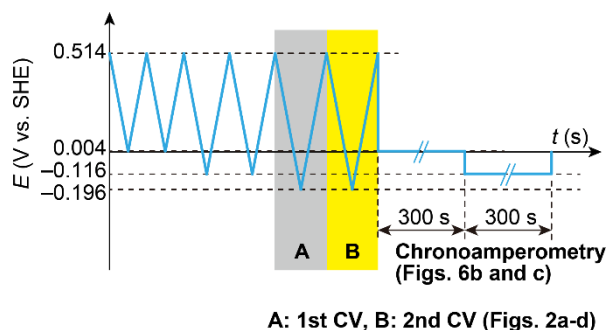 E (V vs. SHE)
0.514
0.004
−0.116
−0.196
t (s)
A
B
300 s
300 s
Chronoamperometry
(Figs. 6b and c)
A: 1st CV, B: 2nd CV (Figs. 2a-d)